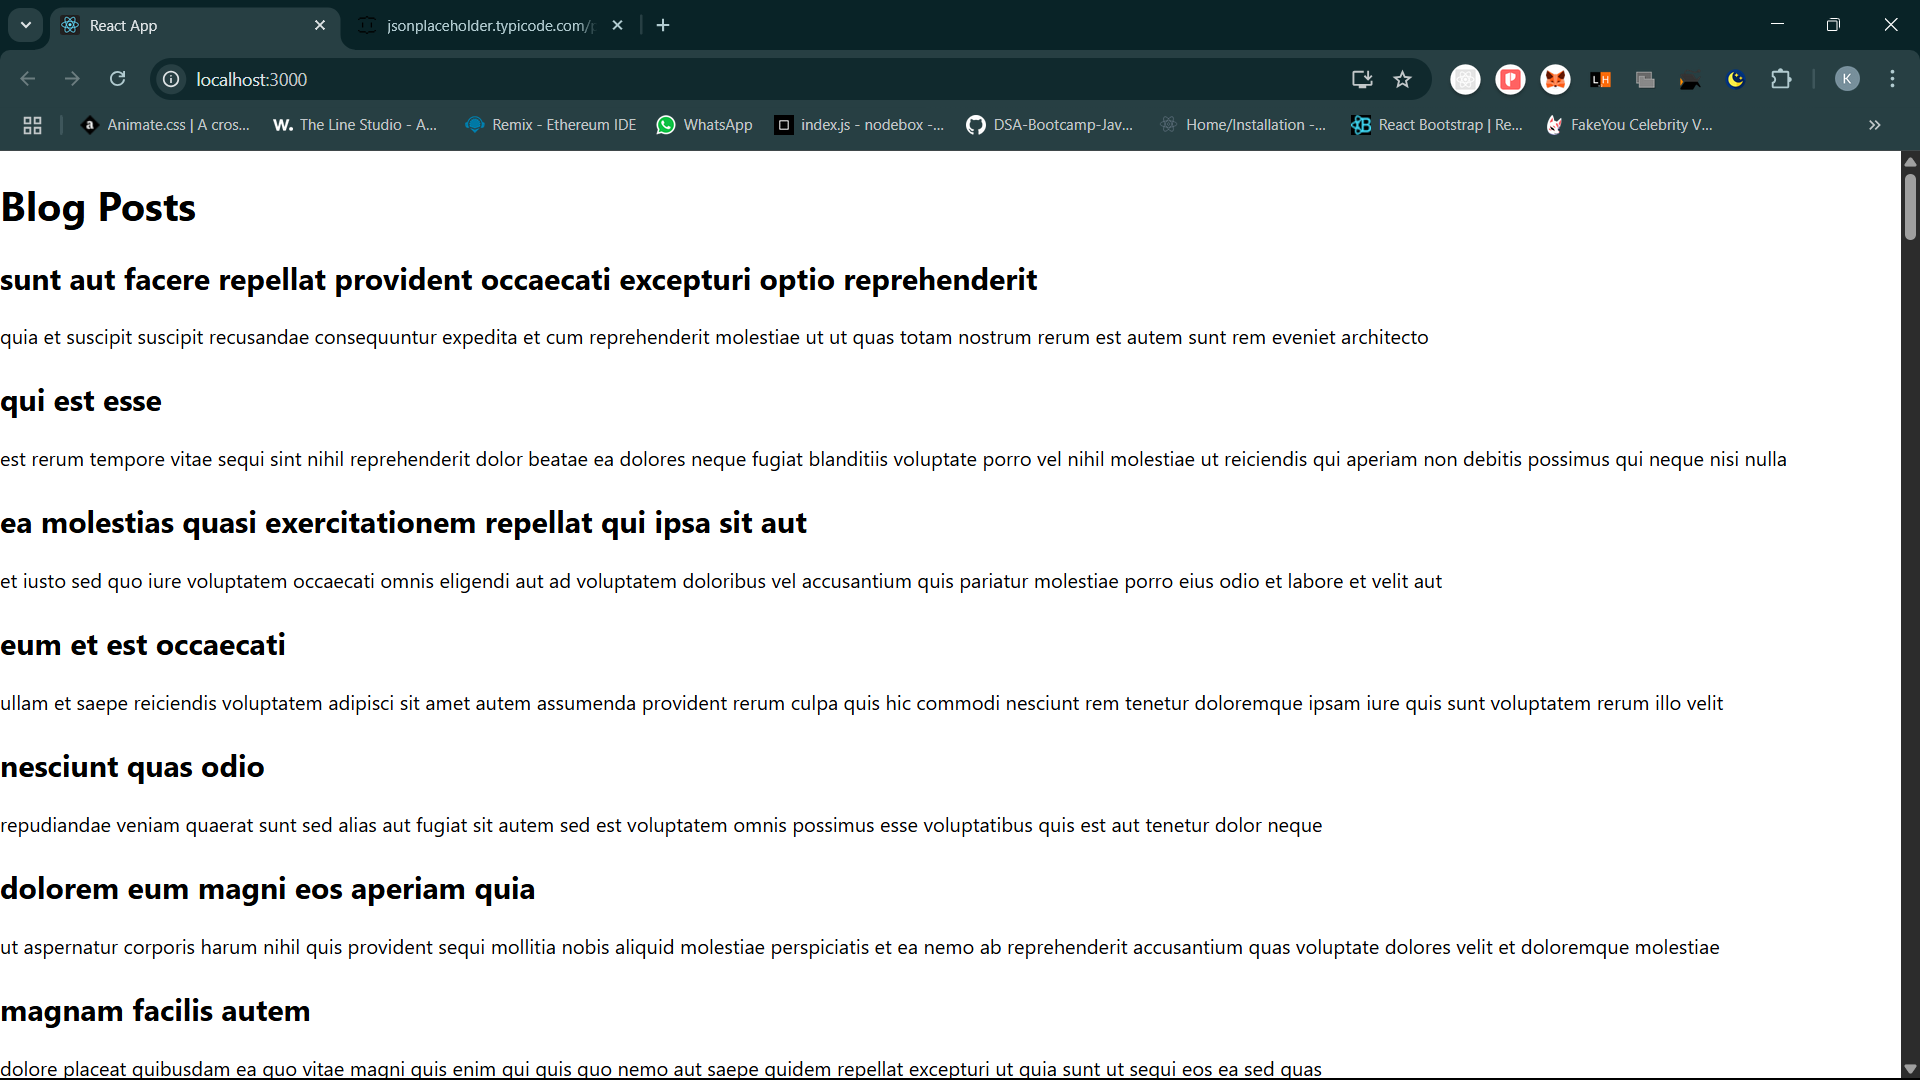 React App
jsonplaceholder.typicode.com/
localhost:3000
K
Animate.css | A cros...
W. The Line Studio - A...
Remix - Ethereum IDE
WhatsApp
index.js - nodebox -...
DSA-Bootcamp-Jav...
Home/Installation -...
React Bootstrap | Re...
FakeYou Celebrity V...
Blog Posts
sunt aut facere repellat provident occaecati excepturi optio reprehenderit
quia et suscipit suscipit recusandae consequuntur expedita et cum reprehenderit molestiae ut ut quas totam nostrum rerum est autem sunt rem eveniet architecto
qui est esse
est rerum tempore vitae sequi sint nihil reprehenderit dolor beatae ea dolores neque fugiat blanditiis voluptate porro vel nihil molestiae ut reiciendis qui aperiam non debitis possimus qui neque nisi nulla
ea molestias quasi exercitationem repellat qui ipsa sit aut
et iusto sed quo iure voluptatem occaecati omnis eligendi aut ad voluptatem doloribus vel accusantium quis pariatur molestiae porro eius odio et labore et velit aut
eum et est occaecati
ullam et saepe reiciendis voluptatem adipisci sit amet autem assumenda provident rerum culpa quis hic commodi nesciunt rem tenetur doloremque ipsam iure quis sunt voluptatem rerum illo velit
nesciunt quas odio
repudiandae veniam quaerat sunt sed alias aut fugiat sit autem sed est voluptatem omnis possimus esse voluptatibus quis est aut tenetur dolor neque
dolorem eum magni eos aperiam quia
ut aspernatur corporis harum nihil quis provident sequi mollitia nobis aliquid molestiae perspiciatis et ea nemo ab reprehenderit accusantium quas voluptate dolores velit et doloremque molestiae
magnam facilis autem
dolore placeat quibusdam ea quo vitae magni quis enim qui quis quo nemo aut saepe quidem repellat excepturi ut quia sunt ut sequi eos ea sed quas